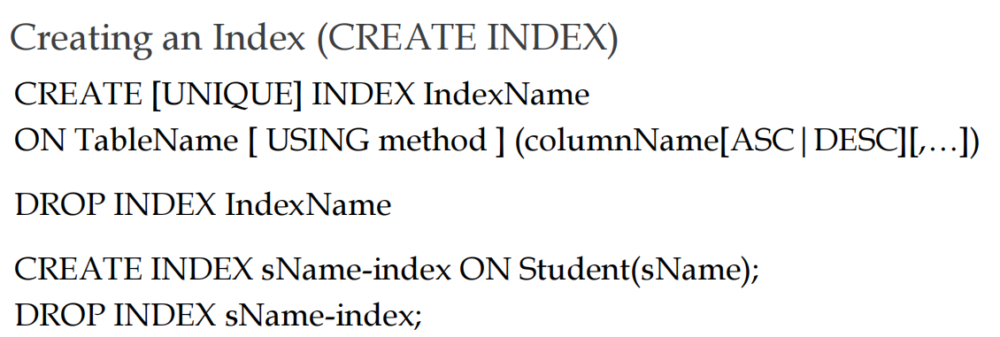 Creating an Index (CREATE INDEX)
CREATE [UNIQUE] INDEX IndexName
ON TableName [ USING method ] (columnName[ASC|DESC][,…])
DROP INDEX IndexName
CREATE INDEX sName-index ON Student(sName);
DROP INDEX sName-index;